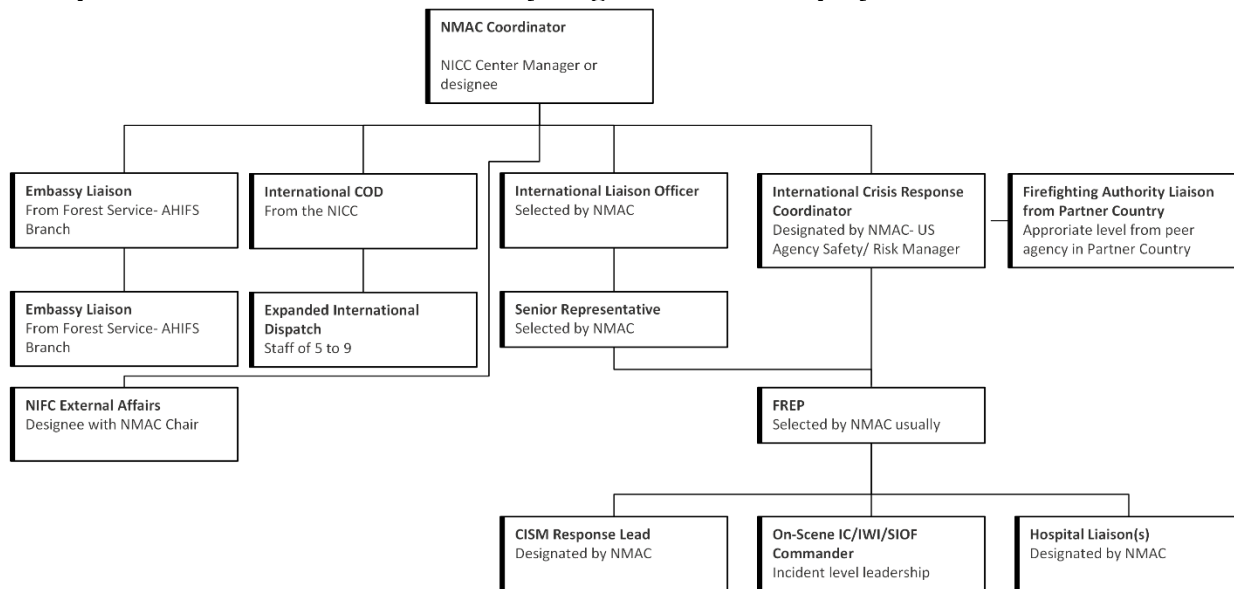 NMAC Coordinator
NICC Center Manager or
designee
Embassy Liaison
From Forest Service- AHIFS
Branch
International COD
From the NICC
International Liaison Officer
Selected by NMAC
International Crisis Response
Coordinator
Designated by NMAC- US
Agency Safety/ Risk Manager
Firefighting Authority Liaison
from Partner Country
Approriate level from peer
agency in Partner Country
Embassy Liaison
From Forest Service- AHIFS
Branch
Expanded International
Dispatch
Staff of 5 to 9
Senior Representative
Selected by NMAC
NIFC External Affairs
Designee with NMAC Chair
FREP
Selected by NMAC usually
CISM Response Lead
Designated by NMAC
On-Scene IC/IWI/SIOF
Commander
Incident level leadership
Hospital Liaison(s)
Designated by NMAC